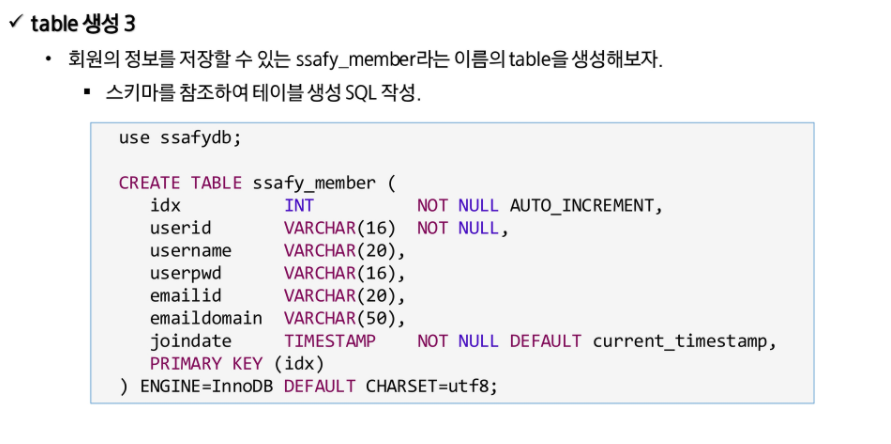 ✓ table 생성 3
• 회원의 정보를 저장할 수 있는 ssafy_member라는 이름의 table을 생성해보자.
▪ 스키마를 참조하여 테이블 생성 SQL 작성.
use ssafydb;
CREATE TABLE ssafy_member (
idx INT NOT NULL AUTO_INCREMENT,
userid VARCHAR(16) NOT NULL,
username VARCHAR(20),
userpwd VARCHAR(16),
emailid VARCHAR(20),
emaildomain VARCHAR(50),
joindate TIMESTAMP NOT NULL DEFAULT current_timestamp,
PRIMARY KEY (idx)
) ENGINE=InnoDB DEFAULT CHARSET=utf8;